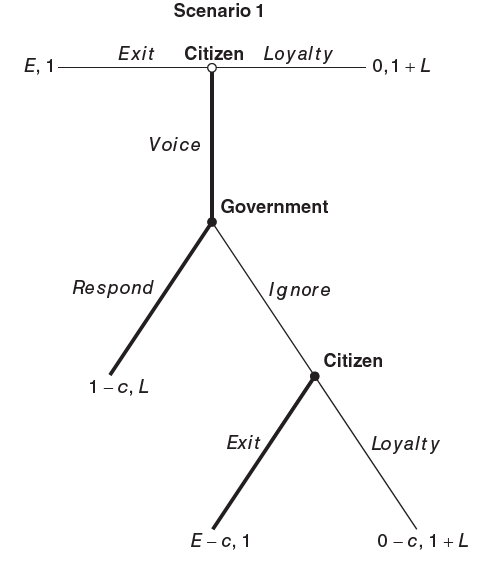 Scenario 1
E, 1 Exit Citizen Loyalty 0,1 + L
Voice
Government
Respond Ignore
Citizen
1 – c, L
Exit Loyalty
E – c, 1 0 – c, 1 + L